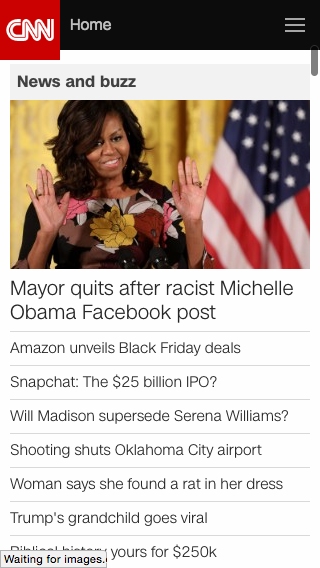 CNN
Home
News and buzz
Mayor quits after racist Michelle
Obama Facebook post
Amazon unveils Black Friday deals
Snapchat: The $25 billion IPO?
Will Madison supersede Serena Williams?
Shooting shuts Oklahoma City airport
Woman says she found a rat in her dress
Trump's grandchild goes viral
Biblical history yours for $250k
Waiting for images.